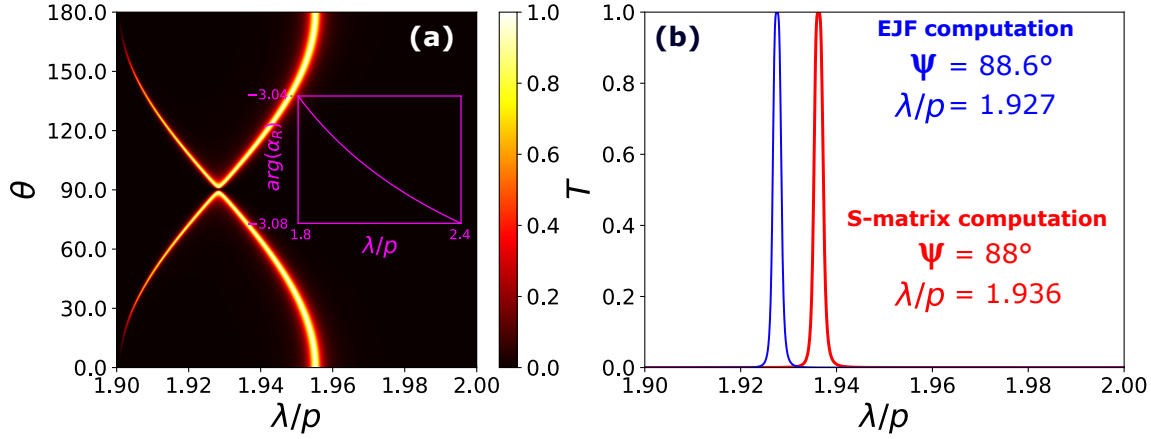 (a)
θ
180.0
150.0
120.0
90.0
60.0
30.0
0.0
1.90
1.92
1.94
1.96
1.98
2.00
λ/p
−3.04
arg(α_R)
−3.08
1.8
2.4
λ/p
1.0
0.8
0.6
0.4
0.2
0.0
(b)
T
1.0
0.8
0.6
0.4
0.2
0.0
1.90
1.92
1.94
1.96
1.98
2.00
λ/p
EJF computation
Ψ = 88.6°
λ/p = 1.927
S-matrix computation
Ψ = 88°
λ/p = 1.936